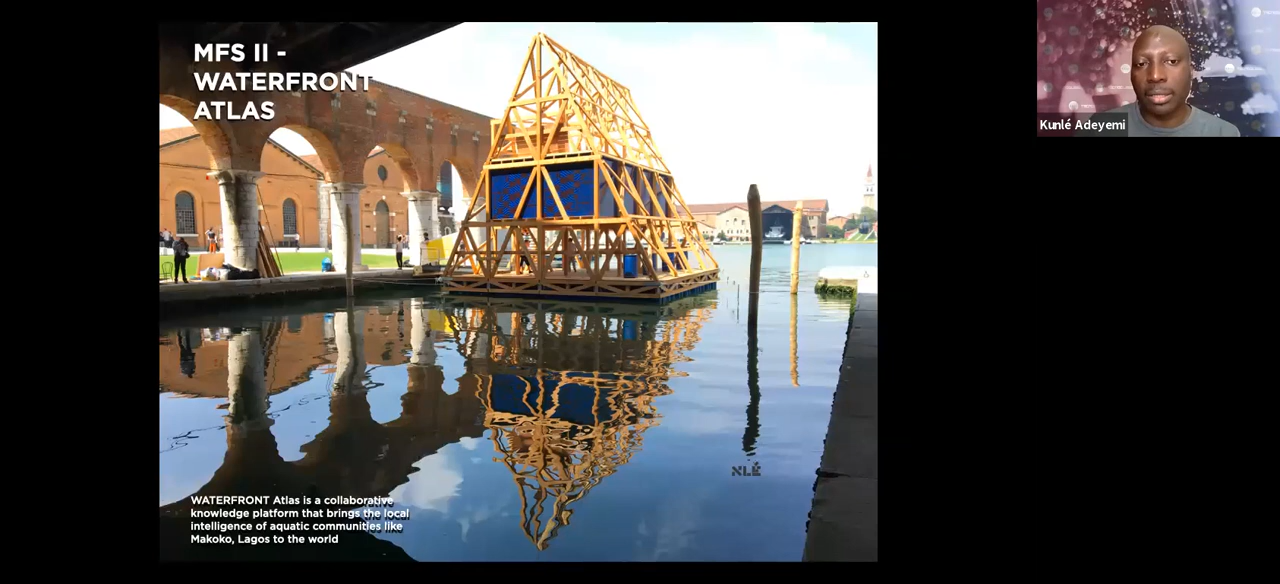 MFS II -
WATERFRONT
ATLAS
Kunlé Adeyemi
NLÉ
WATERFRONT Atlas is a collaborative
knowledge platform that brings the local
intelligence of aquatic communities like
Makoko, Lagos to the world